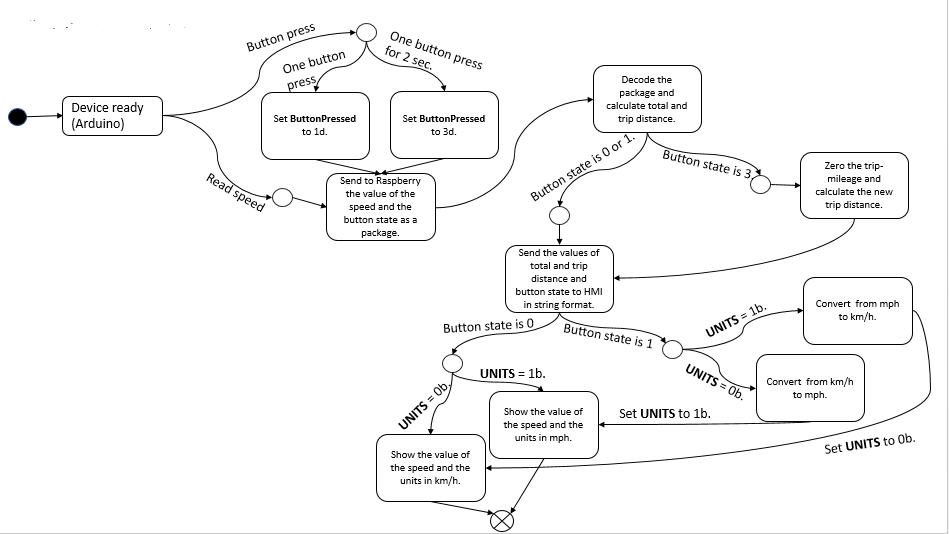 Button press
One button press
for 2 sec.
One button
press
Device ready
(Arduino)
Set ButtonPressed
to 1d.
Set ButtonPressed
to 3d.
Decode the
package and
calculate total and
trip distance.
Read speed
Send to Raspberry
the value of the
speed and the
button state as a
package.
Button state is 0 or 1.
Button state is 3.
Zero the trip-
mileage and
calculate the new
trip distance.
Send the values of
total and trip
distance and
button state to HMI
in string format.
Button state is 0
Button state is 1
UNITS = 1b.
Convert from mph
to km/h.
UNITS = 0b.
Convert from km/h
to mph.
UNITS = 1b.
UNITS = 0b.
Show the value of
the speed and the
units in mph.
Set UNITS to 1b.
Set UNITS to 0b.
Show the value of
the speed and the
units in km/h.